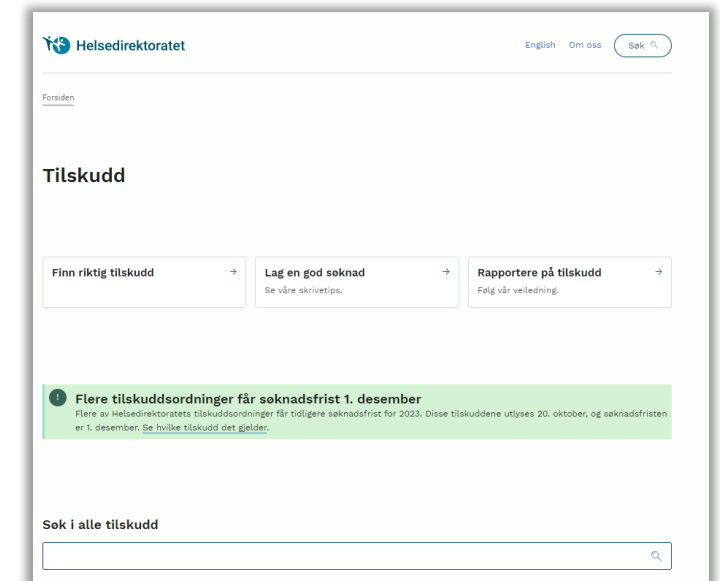 Helsedirektoratet
English Om oss Søk
Forsiden
Tilskudd
Finn riktig tilskudd
Lag en god søknad
Se våre skrivetips.
Rapportere på tilskudd
Følg vår veiledning.
Flere tilskuddsordninger får søknadsfrist 1. desember
Flere av Helsedirektoratets tilskuddsordninger får tidligere søknadsfrist for 2023. Disse tilskuddene utlyses 20. oktober, og søknadsfristen
er 1. desember. Se hvilke tilskudd det gjelder.
Søk i alle tilskudd